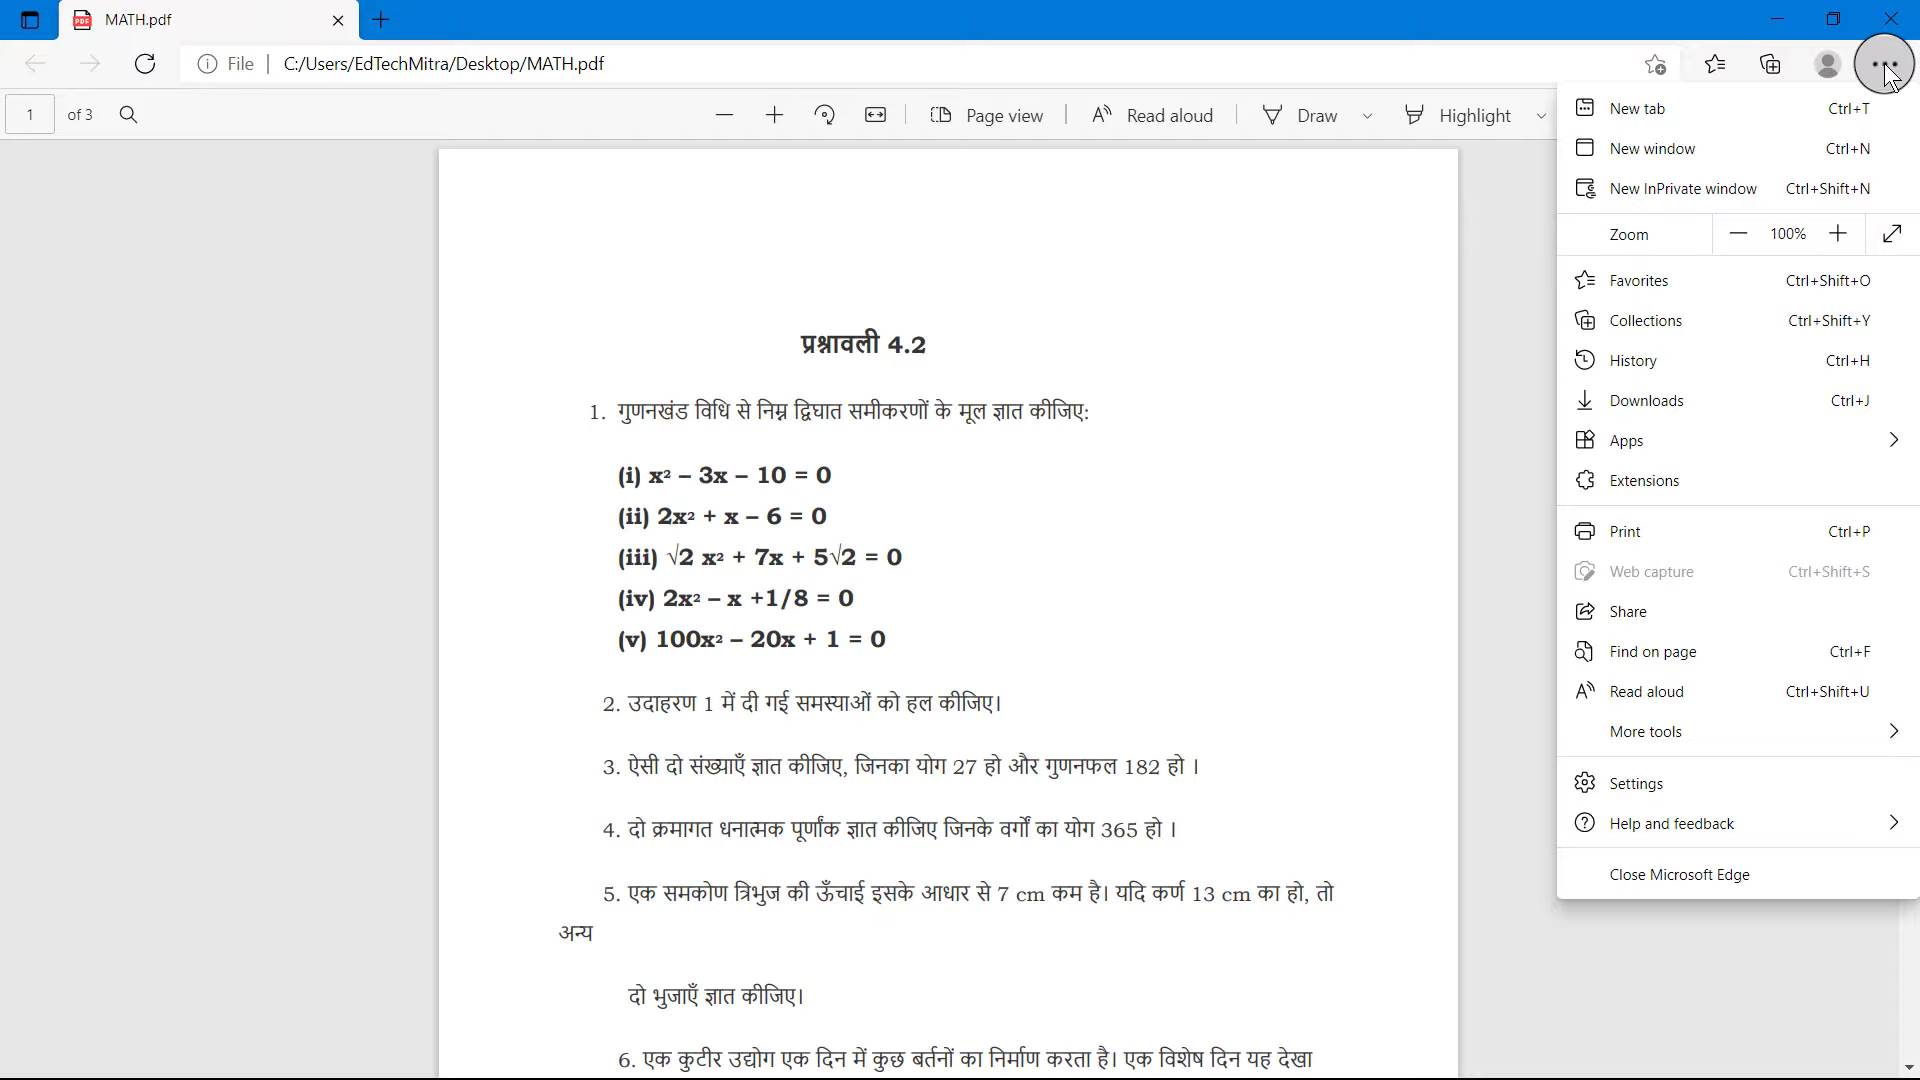 MATH.pdf
File
C:/Users/EdTechMitra/Desktop/MATH.pdf
1 of 3
Page view
Read aloud
Draw
Highlight
प्रश्नावली 4.2
1. गुणनखंड विधि से निम्न द्विघात समीकरणों के मूल ज्ञात कीजिए:
(i) x² – 3x – 10 = 0
(ii) 2x² + x – 6 = 0
(iii) √2 x² + 7x + 5√2 = 0
(iv) 2x² – x +1/8 = 0
(v) 100x² – 20x + 1 = 0
2. उदाहरण 1 में दी गई समस्याओं को हल कीजिए।
3. ऐसी दो संख्याएँ ज्ञात कीजिए, जिनका योग 27 हो और गुणनफल 182 हो ।
4. दो क्रमागत धनात्मक पूर्णांक ज्ञात कीजिए जिनके वर्गों का योग 365 हो ।
5. एक समकोण त्रिभुज की ऊँचाई इसके आधार से 7 cm कम है। यदि कर्ण 13 cm का हो, तो
अन्य
दो भुजाएँ ज्ञात कीजिए।
6. एक कुटीर उद्योग एक दिन में कुछ बर्तनों का निर्माण करता है। एक विशेष दिन यह देखा
New tab Ctrl+T
New window Ctrl+N
New InPrivate window Ctrl+Shift+N
Zoom 100%
Favorites Ctrl+Shift+O
Collections Ctrl+Shift+Y
History Ctrl+H
Downloads Ctrl+J
Apps
Extensions
Print Ctrl+P
Web capture Ctrl+Shift+S
Share
Find on page Ctrl+F
Read aloud Ctrl+Shift+U
More tools
Settings
Help and feedback
Close Microsoft Edge